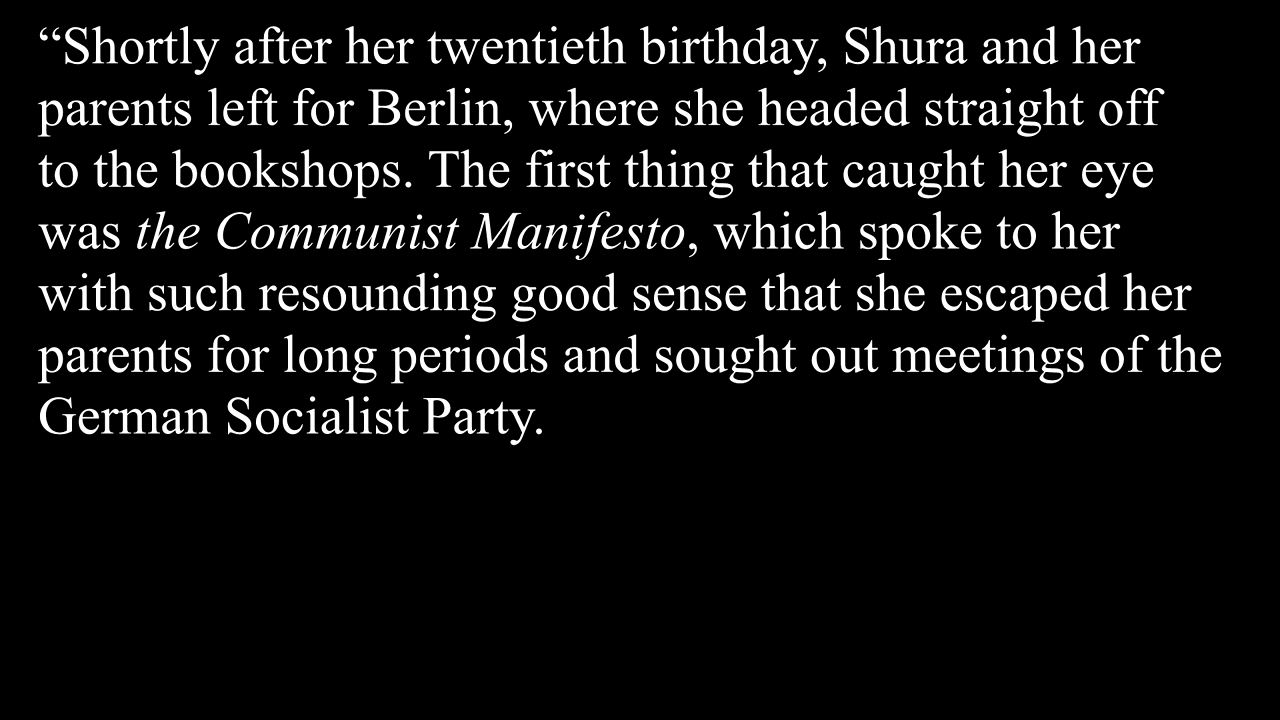 “Shortly after her twentieth birthday, Shura and her
parents left for Berlin, where she headed straight off
to the bookshops. The first thing that caught her eye
was the Communist Manifesto, which spoke to her
with such resounding good sense that she escaped her
parents for long periods and sought out meetings of the
German Socialist Party.